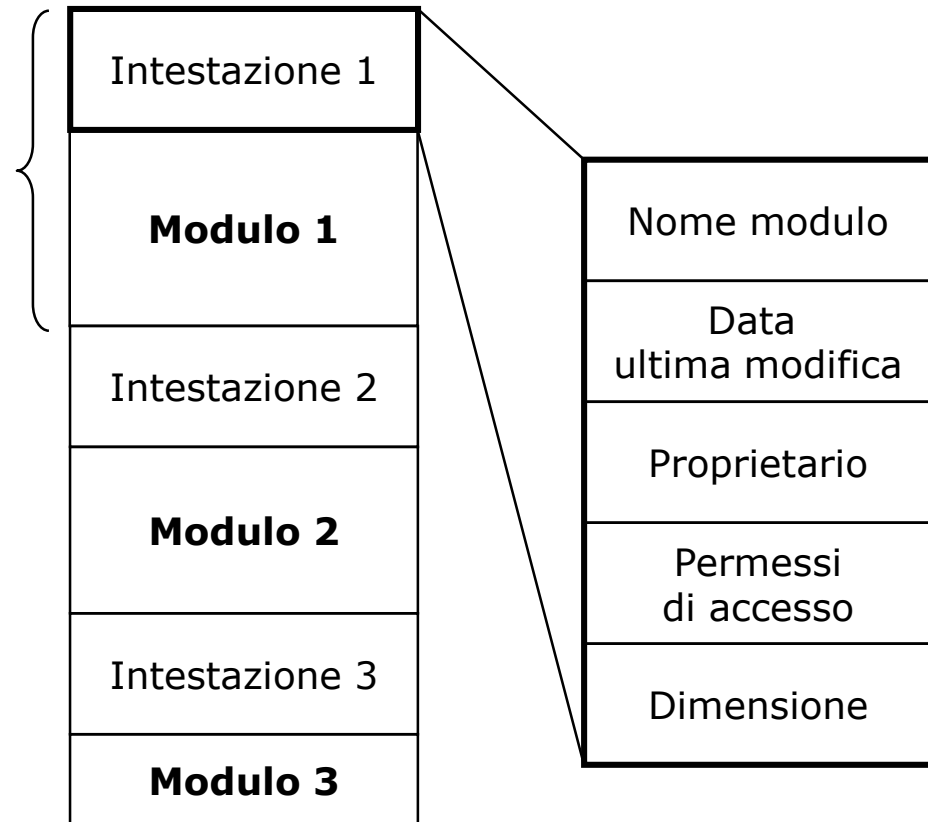 Intestazione 1
Modulo 1
Intestazione 2
Modulo 2
Intestazione 3
Modulo 3
Nome modulo
Data
ultima modifica
Proprietario
Permessi
di accesso
Dimensione